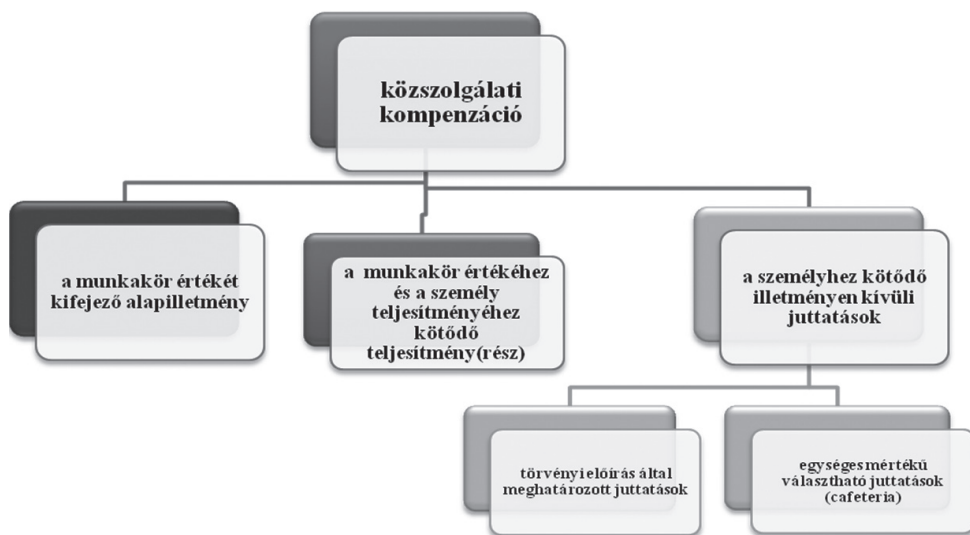 közszolgálati
kompenzáció
a munkakör értékét
kifejező alapilletmény
a munkakör értékéhez
és a személy
teljesítményéhez
kötődő
teljesítmény(rész)
a személyhez kötődő
illetményen kívüli
juttatások
törvényi előírás által
meghatározott juttatások
egységes mértékű
választható juttatások
(cafeteria)